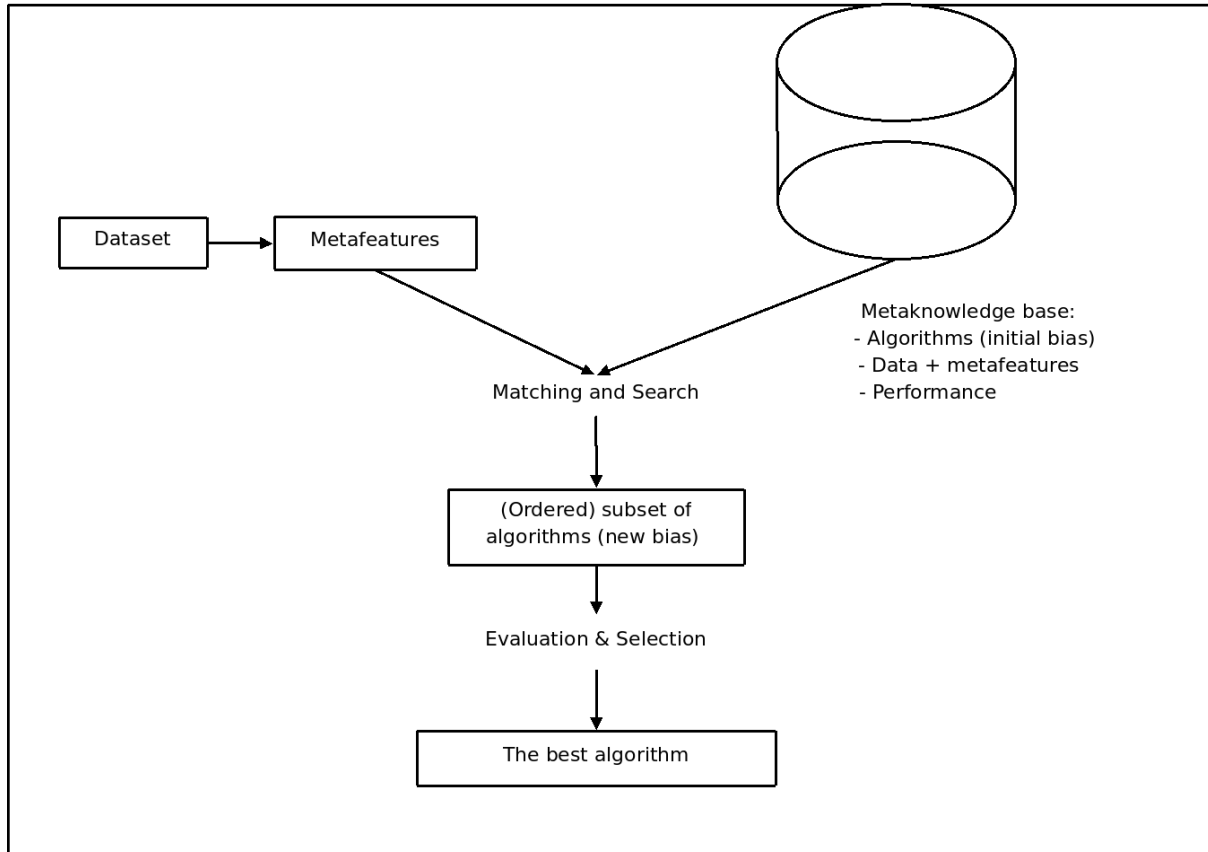 Dataset
Metafeatures
Metaknowledge base:
- Algorithms (initial bias)
- Data + metafeatures
- Performance
Matching and Search
(Ordered) subset of
algorithms (new bias)
Evaluation & Selection
The best algorithm